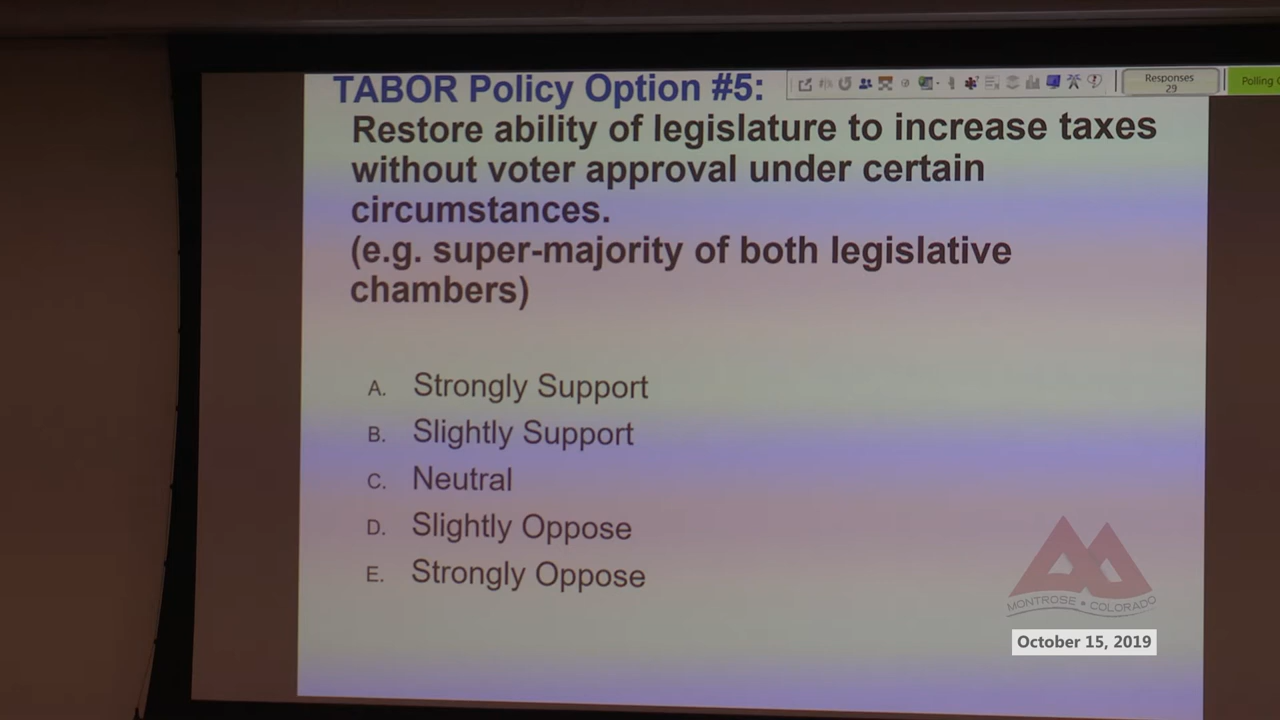 TABOR Policy Option #5:
Responses
29
Polling
Restore ability of legislature to increase taxes
without voter approval under certain
circumstances.
(e.g. super-majority of both legislative
chambers)
A. Strongly Support
B. Slightly Support
C. Neutral
D. Slightly Oppose
E. Strongly Oppose
MONTROSE • COLORADO
October 15, 2019